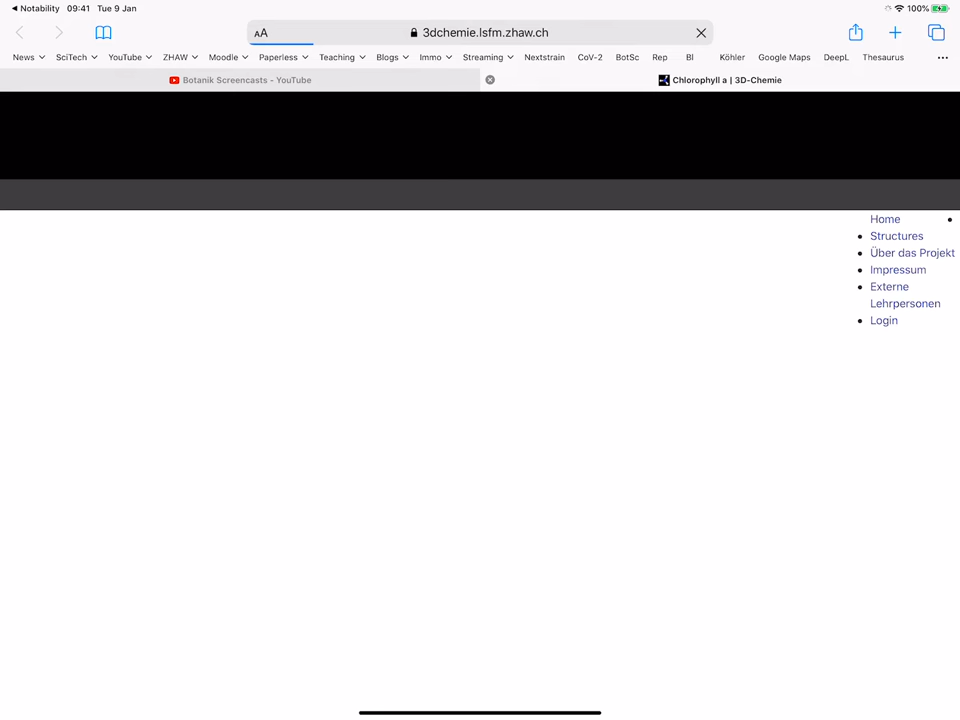 Notability 09:41 Tue 9 Jan 100%
AA 3dchemie.lsfm.zhaw.ch
News SciTech YouTube ZHAW Moodle Paperless Teaching Blogs Immo Streaming Nextstrain CoV-2 BotSc Rep BI Köhler Google Maps DeepL Thesaurus
Botanik Screencasts - YouTube Chlorophyll a | 3D-Chemie
Home
Structures
Über das Projekt
Impressum
Externe
Lehrpersonen
Login